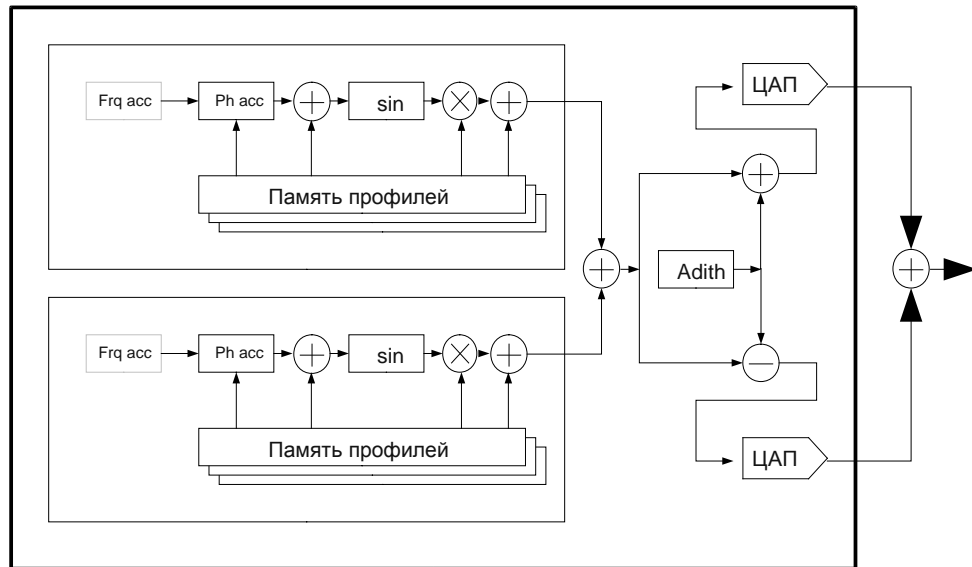 ЦАП
Frq acc
Ph acc
sin
Память профилей
Adith
Frq acc
Ph acc
sin
Память профилей
ЦАП